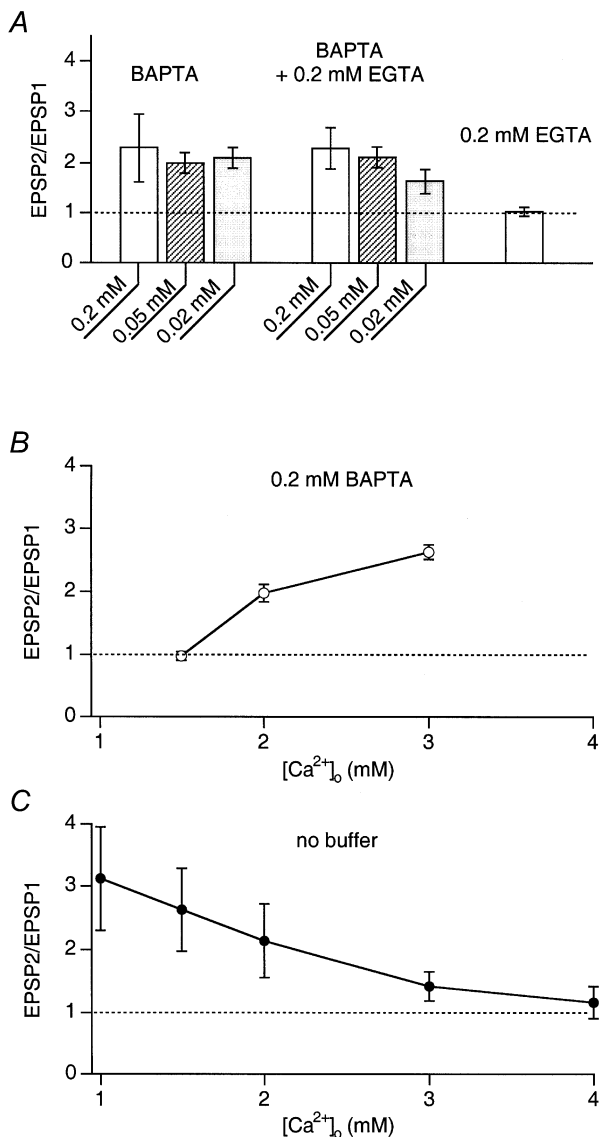 A
BAPTA
BAPTA
+ 0.2 mM EGTA
0.2 mM EGTA
EPSP2/EPSP1
4
3
2
1
0
0.2 mM
0.05 mM
0.02 mM
0.2 mM
0.05 mM
0.02 mM
B
0.2 mM BAPTA
EPSP2/EPSP1
4
3
2
1
0
1
2
3
4
[Ca2+]o (mM)
C
no buffer
EPSP2/EPSP1
4
3
2
1
0
1
2
3
4
[Ca2+]o (mM)